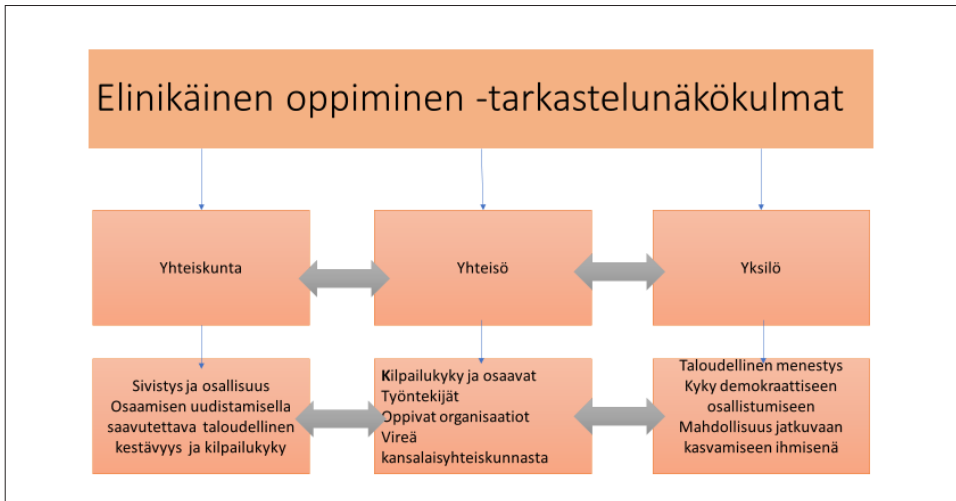 Elinikäinen oppiminen -tarkastelunäkökulmat
Yhteiskunta
Yhteisö
Yksilö
Sivistys ja osallisuus
Osaamisen uudistamisella
saavutettava taloudellinen
kestävyys ja kilpailukyky
Kilpailukyky ja osaavat
Työntekijät
Oppivat organisaatiot
Vireä
kansalaisyhteiskunnasta
Taloudellinen menestys
Kyky demokraattiseen
osallistumiseen
Mahdollisuus jatkuvaan
kasvamiseen ihmisenä